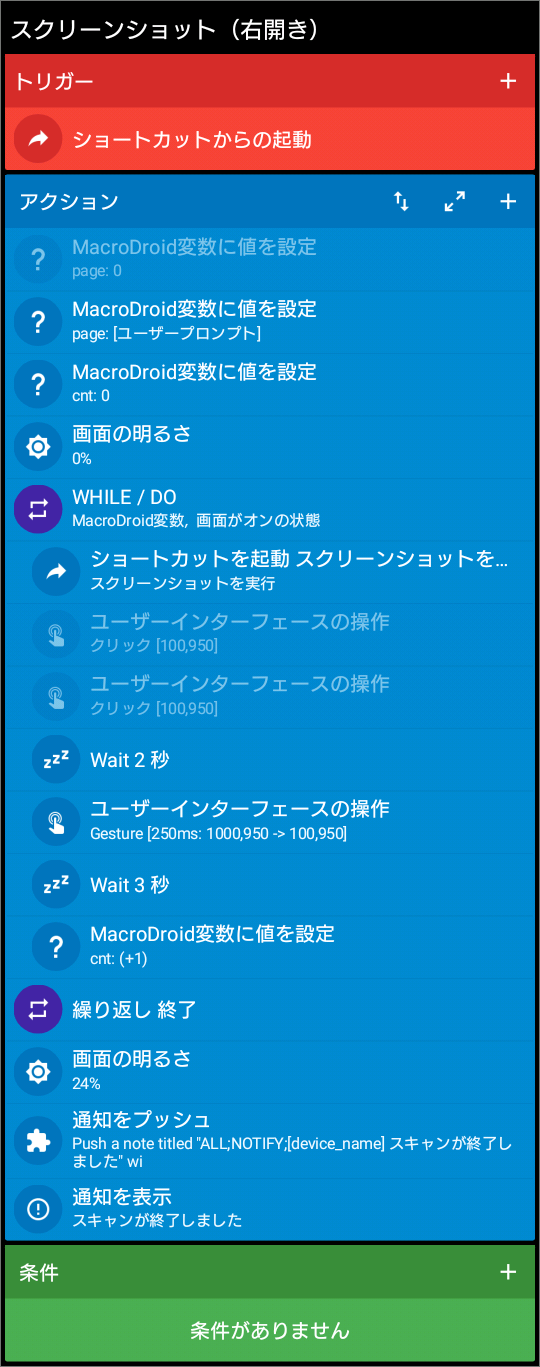 スクリーンショット（右開き）
トリガー
ショートカットからの起動
アクション
MacroDroid変数に値を設定
page: 0
MacroDroid変数に値を設定
page: [ユーザープロンプト]
MacroDroid変数に値を設定
cnt: 0
画面の明るさ
0%
WHILE / DO
MacroDroid変数, 画面がオンの状態
ショートカットを起動 スクリーンショットを...
スクリーンショットを実行
ユーザーインターフェースの操作
クリック [100,950]
ユーザーインターフェースの操作
クリック [100,950]
Wait 2 秒
ユーザーインターフェースの操作
Gesture [250ms: 1000,950 -> 100,950]
Wait 3 秒
MacroDroid変数に値を設定
cnt: (+1)
繰り返し 終了
画面の明るさ
24%
通知をプッシュ
Push a note titled "ALL;NOTIFY;[device_name] スキャンが終了し
ました" wi
通知を表示
スキャンが終了しました
条件
条件がありません